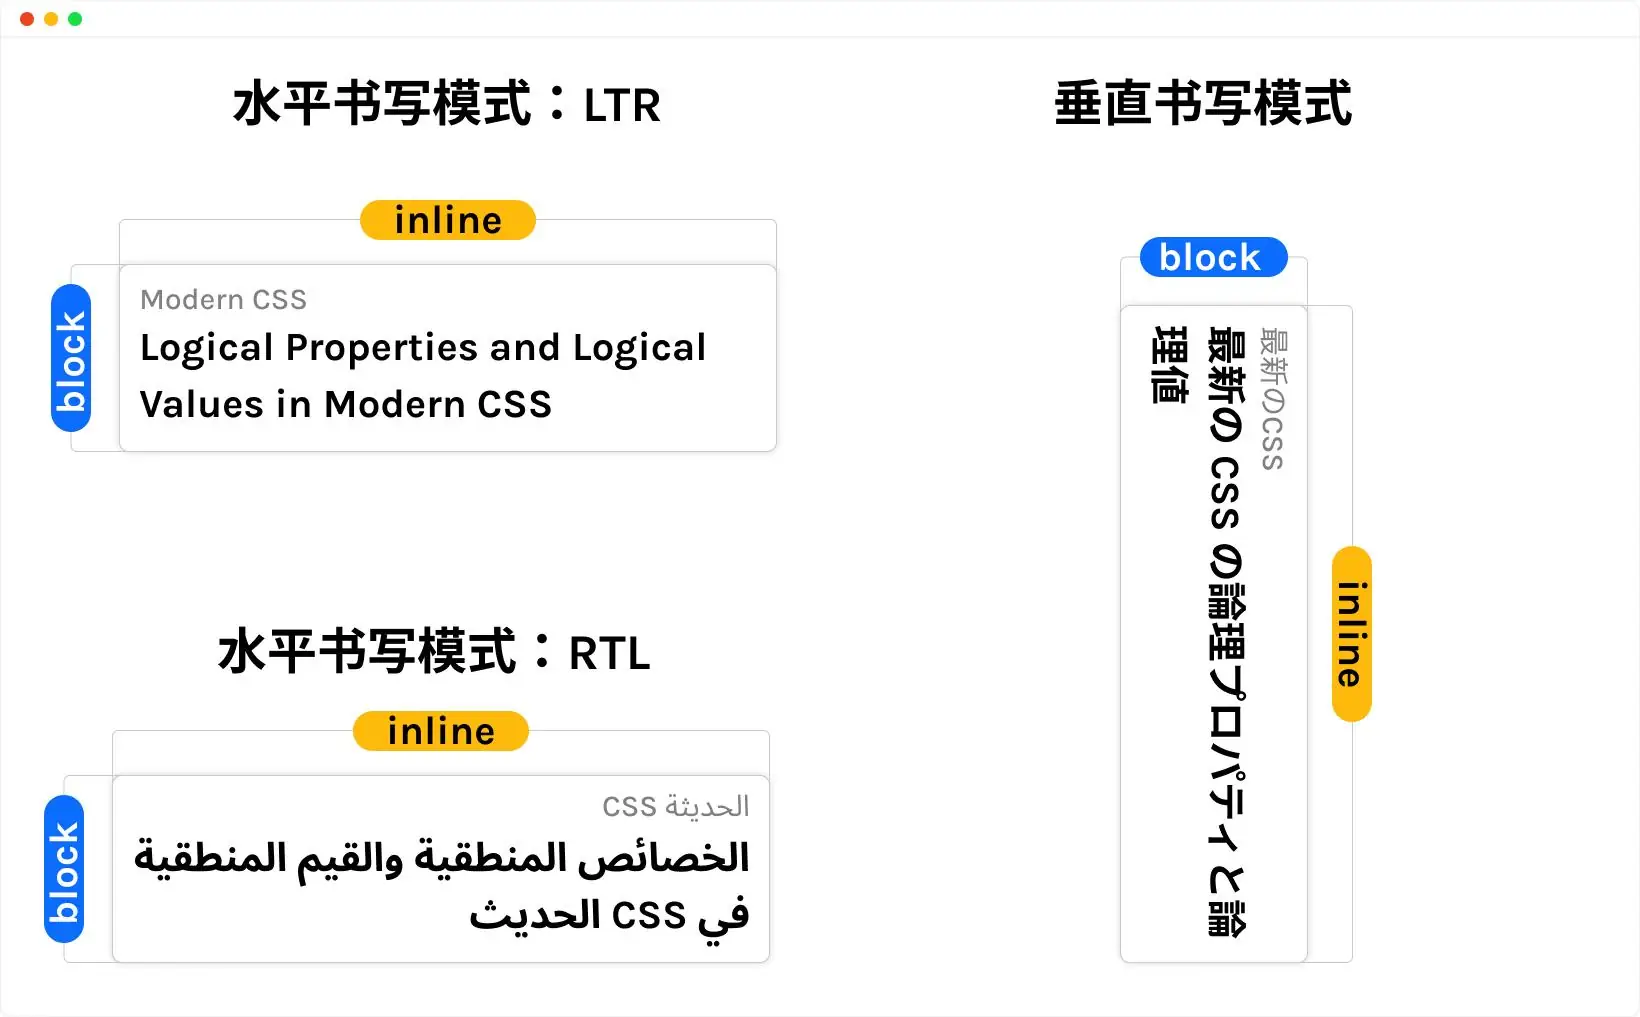 水平书写模式：LTR
inline
block
Modern CSS
Logical Properties and Logical
Values in Modern CSS
水平书写模式：RTL
inline
block
الحديثة CSS
الخصائص المنطقية والقيم المنطقية
في CSS الحديث
垂直书写模式
block
最新のCSS
最新の CSS の論理プロパティと論
理値
inline